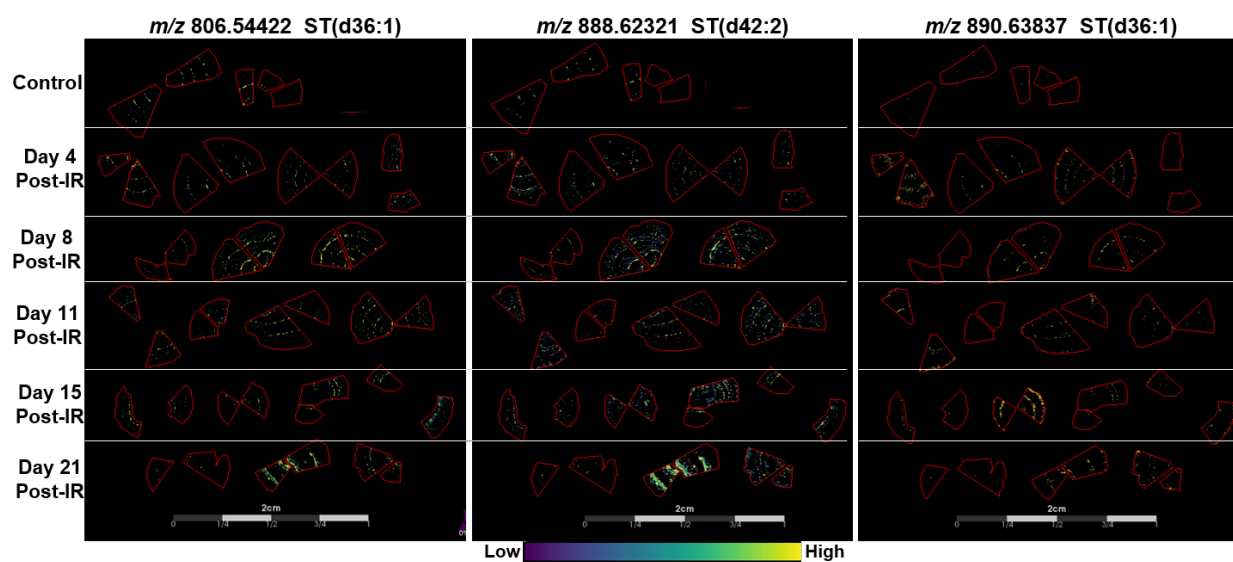 m/z 806.54422 ST(d36:1)
m/z 888.62321 ST(d42:2)
m/z 890.63837 ST(d36:1)
Control
Day 4
Post-IR
Day 8
Post-IR
Day 11
Post-IR
Day 15
Post-IR
Day 21
Post-IR
2cm
0 1/4 1/2 3/4 1
2cm
0 1/4 1/2 3/4 1
2cm
0 1/4 1/2 3/4 1
Low High